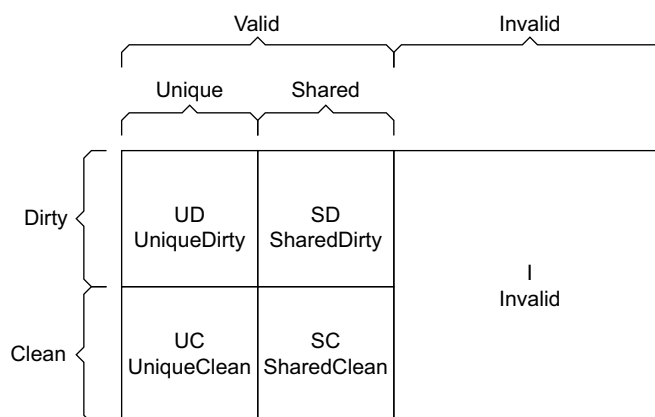 Valid
Invalid
Unique
Shared
Dirty
UD
UniqueDirty
SD
SharedDirty
I
Invalid
Clean
UC
UniqueClean
SC
SharedClean